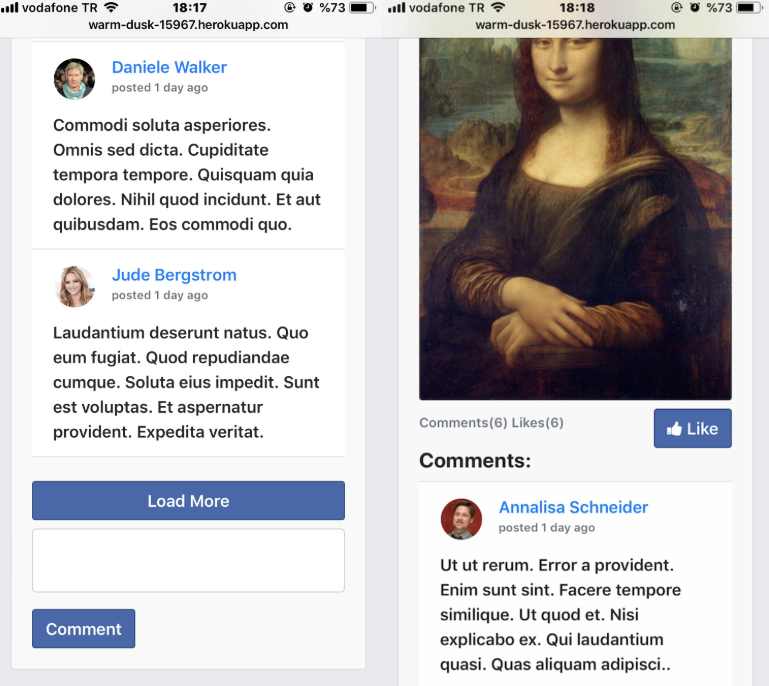 vodafone TR 18:17 %73
warm-dusk-15967.herokuapp.com
Daniele Walker
posted 1 day ago
Commodi soluta asperiores.
Omnis sed dicta. Cupiditate
tempora tempore. Quisquam quia
dolores. Nihil quod incidunt. Et aut
quibusdam. Eos commodi quo.
Jude Bergstrom
posted 1 day ago
Laudantium deserunt natus. Quo
eum fugiat. Quod repudiandae
cumque. Soluta eius impedit. Sunt
est voluptas. Et aspernatur
provident. Expedita veritat.
Load More
Comment
vodafone TR 18:18 %73
warm-dusk-15967.herokuapp.com
Comments(6) Likes(6)
Like
Comments:
Annalisa Schneider
posted 1 day ago
Ut ut rerum. Error a provident.
Enim sunt sint. Facere tempore
similique. Ut quod et. Nisi
explicabo ex. Qui laudantium
quasi. Quas aliquam adipisci..